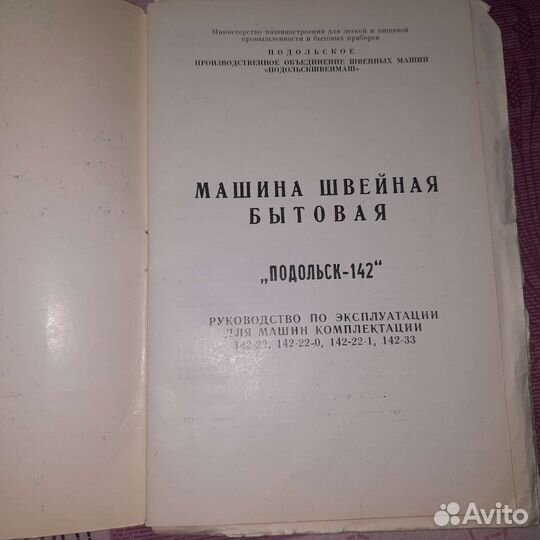 Министерство машиностроения для легкой и пищевой
промышленности и бытовых приборов
ПОДОЛЬСКОЕ
ПРОИЗВОДСТВЕННОЕ ОБЪЕДИНЕНИЕ ШВЕЙНЫХ МАШИН
«ПОДОЛЬСКШВЕЙМАШ»
МАШИНА ШВЕЙНАЯ
БЫТОВАЯ
„ПОДОЛЬСК-142“
РУКОВОДСТВО ПО ЭКСПЛУАТАЦИИ
ДЛЯ МАШИН КОМПЛЕКТАЦИИ
142-22, 142-22-0, 142-22-1, 142-33
Avito